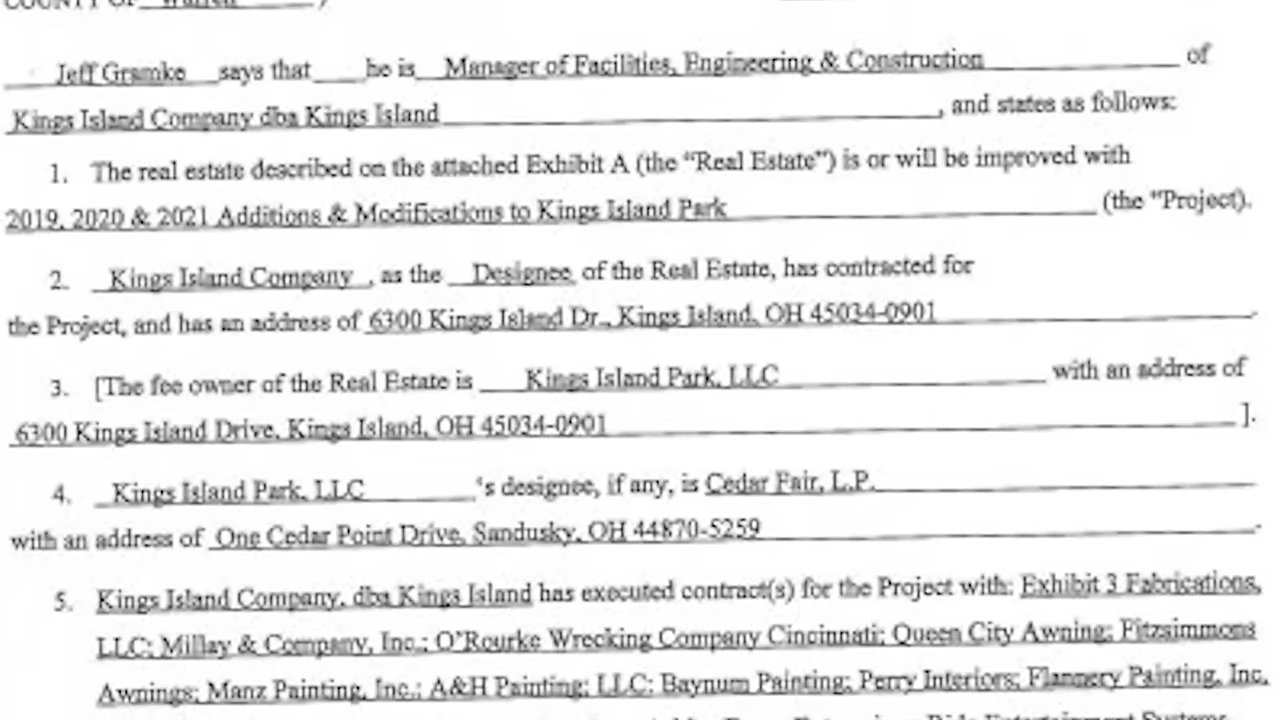 COUNTY OF Warren )
Jeff Gramke says that he is Manager of Facilities, Engineering & Construction of
Kings Island Company dba Kings Island , and states as follows:
1. The real estate described on the attached Exhibit A (the “Real Estate”) is or will be improved with
2019, 2020 & 2021 Additions & Modifications to Kings Island Park (the "Project).
2. Kings Island Company , as the Designee of the Real Estate, has contracted for
the Project, and has an address of 6300 Kings Island Dr., Kings Island, OH 45034-0901 .
3. [The fee owner of the Real Estate is Kings Island Park, LLC with an address of
6300 Kings Island Drive, Kings Island, OH 45034-0901 ].
4. Kings Island Park, LLC 's designee, if any, is Cedar Fair, L.P.
with an address of One Cedar Point Drive, Sandusky, OH 44870-5259 .
5. Kings Island Company, dba Kings Island has executed contract(s) for the Project with: Exhibit 3 Fabrications,
LLC; Millay & Company, Inc.; O’Rourke Wrecking Company Cincinnati; Queen City Awning; Fitzsimmons
Awnings; Manz Painting, Inc.; A&H Painting; LLC; Baynum Painting; Perry Interiors; Flannery Painting, Inc.
Ride Entertainment Systems